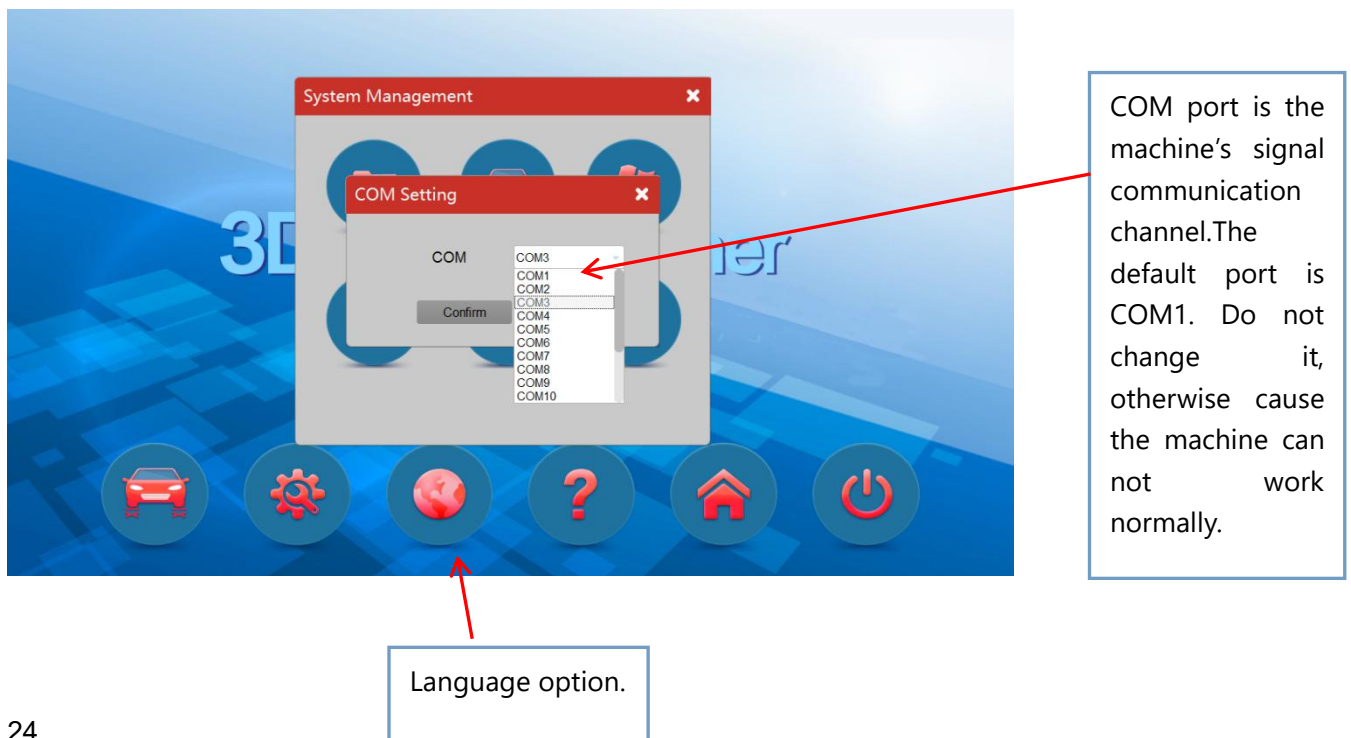 System Management
COM Setting
3D
ner
COM
COM3
COM1
COM2
COM3
COM4
COM5
COM6
COM7
COM8
COM9
COM10
Confirm
?
COM port is the
machine’s signal
communication
channel.The
default port is
COM1. Do not
change it,
otherwise cause
the machine can
not work
normally.
Language option.
24